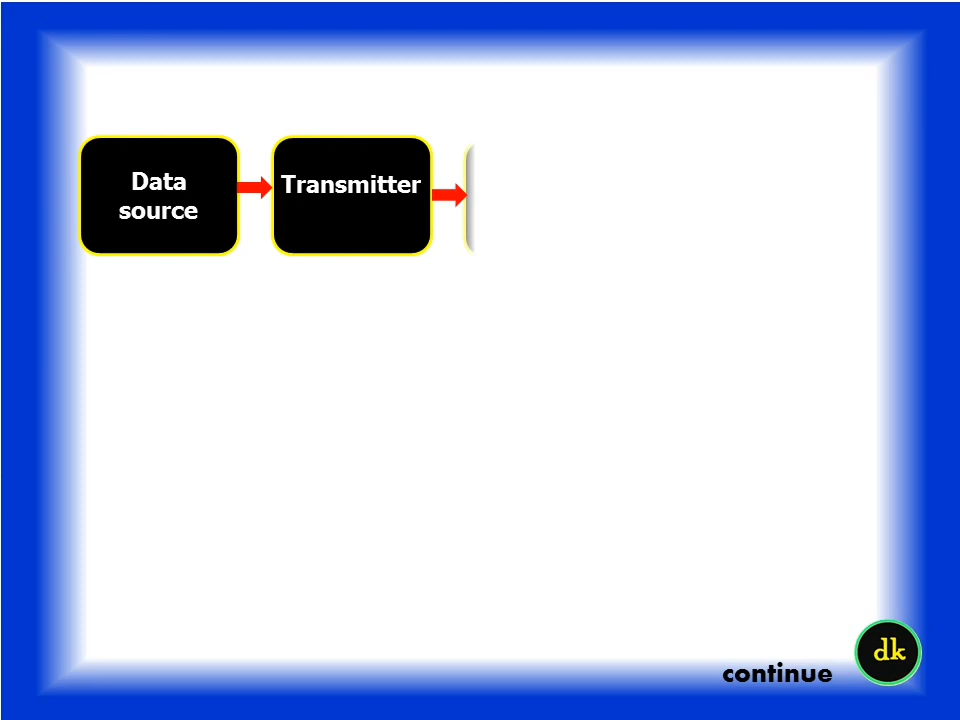 Data
source
Transmitter
continue
dk